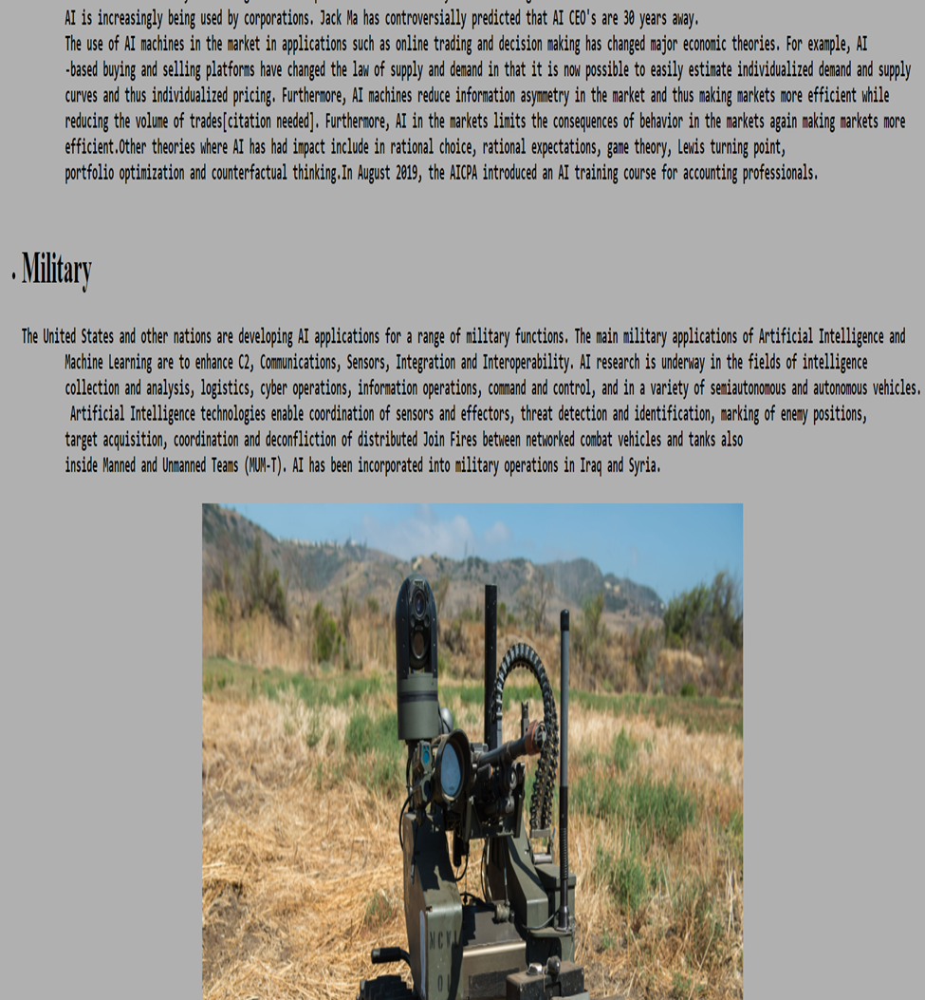 AI is increasingly being used by corporations. Jack Ma has controversially predicted that AI CEO's are 30 years away.
The use of AI machines in the market in applications such as online trading and decision making has changed major economic theories. For example, AI
-based buying and selling platforms have changed the law of supply and demand in that it is now possible to easily estimate individualized demand and supply
curves and thus individualized pricing. Furthermore, AI machines reduce information asymmetry in the market and thus making markets more efficient while
reducing the volume of trades[citation needed]. Furthermore, AI in the markets limits the consequences of behavior in the markets again making markets more
efficient.Other theories where AI has had impact include in rational choice, rational expectations, game theory, Lewis turning point,
portfolio optimization and counterfactual thinking.In August 2019, the AICPA introduced an AI training course for accounting professionals.
. Military
The United States and other nations are developing AI applications for a range of military functions. The main military applications of Artificial Intelligence and
Machine Learning are to enhance C2, Communications, Sensors, Integration and Interoperability. AI research is underway in the fields of intelligence
collection and analysis, logistics, cyber operations, information operations, command and control, and in a variety of semiautonomous and autonomous vehicles.
Artificial Intelligence technologies enable coordination of sensors and effectors, threat detection and identification, marking of enemy positions,
target acquisition, coordination and deconfliction of distributed Join Fires between networked combat vehicles and tanks also
inside Manned and Unmanned Teams (MUM-T). AI has been incorporated into military operations in Iraq and Syria.